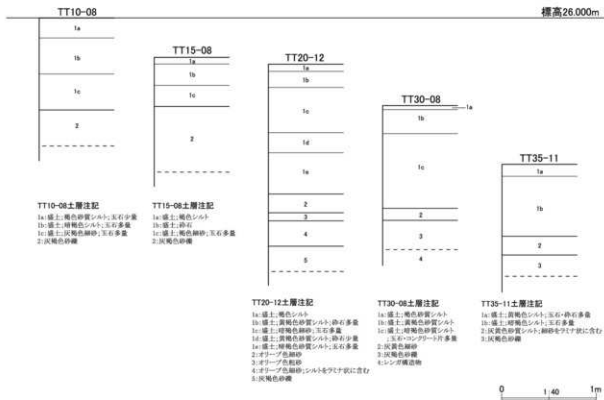 TT10-08
標高26.000m
1a
1b
1c
2
TT15-08
1a
1b
1c
2
TT20-12
1a
1b
1c
1d
1e
2
3
4
5
TT30-08
1a
1b
1c
2
3
4
TT35-11
1a
1b
2
3
TT10-08土層注記
1a:盛土;褐色砂質シルト;玉石少量
1b:盛土;暗褐色シルト;玉石多量
1c:盛土;灰褐色細砂;玉石多量
2:灰褐色砂礫
TT15-08土層注記
1a:盛土;褐色シルト
1b:盛土;砕石
1c:盛土;褐色細砂;玉石多量
2:灰褐色砂礫
TT20-12土層注記
1a:盛土;褐色シルト
1b:盛土;黄褐色砂質シルト;砕石多量
1c:盛土;暗褐色細砂;玉石多量
1d:盛土;黄褐色砂質シルト;砕石少量
1e:盛土;暗褐色砂質シルト;玉石多量
2:オリーブ色細砂
3:オリーブ色粗砂
4:オリーブ色細砂;シルトをラミナ状に含む
5:灰褐色砂礫
TT30-08土層注記
1a:盛土;褐色砂質シルト
1b:盛土;黄褐色砂質シルト
1c:盛土;暗褐色砂質シルト
;玉石・コンクリート片多量
2:灰黄色細砂
3:灰褐色砂礫
4:レンガ構造物
TT35-11土層注記
1a:盛土;黄褐色シルト;玉石・砕石多量
1b:盛土;暗褐色シルト;玉石多量
2:灰褐色砂質シルト;細砂をラミナ状に含む
3:灰褐色砂礫
0 1:40 1m